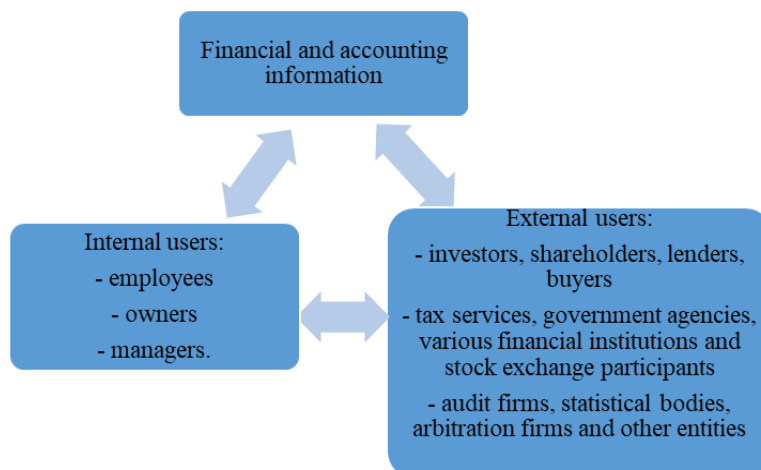 Financial and accounting
information
Internal users:
- employees
- owners
- managers.
External users:
- investors, shareholders, lenders,
buyers
- tax services, government agencies,
various financial institutions and
stock exchange participants
- audit firms, statistical bodies,
arbitration firms and other entities